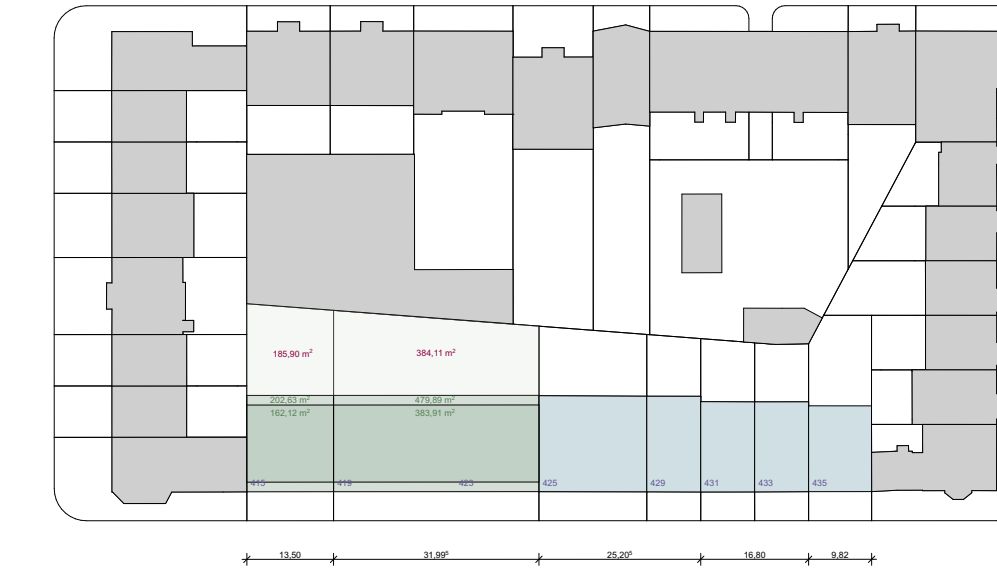 185,90 m² 384,11 m²
202,63 m² 479,89 m²
162,12 m² 383,91 m²
415 419 423 425 429 431 433 435
13,50 31,99⁵ 25,20⁵ 16,80 9,82